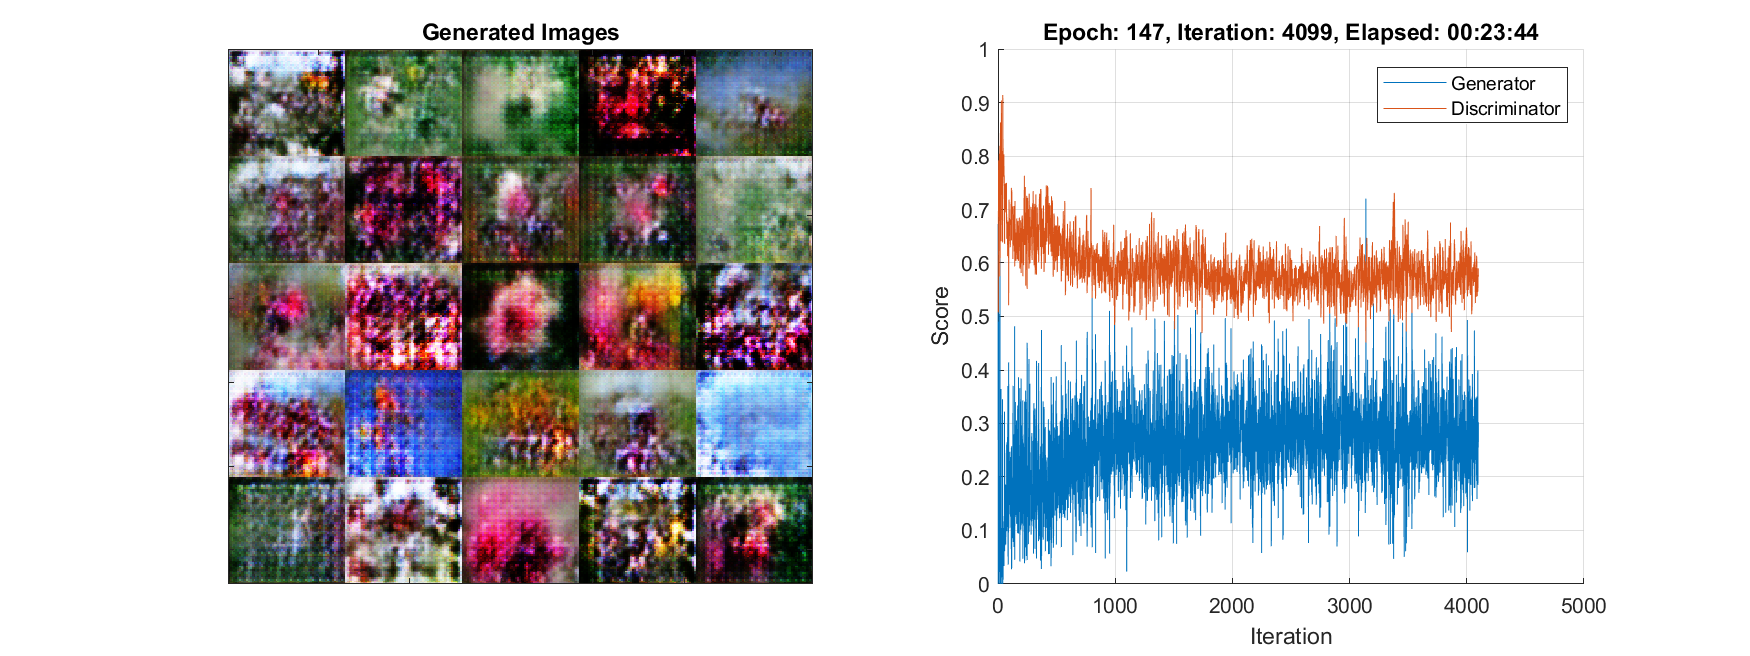 Generated Images
Epoch: 147, Iteration: 4099, Elapsed: 00:23:44
Generator
Discriminator
1
0.9
0.8
0.7
0.6
0.5
0.4
0.3
0.2
0.1
0
Score
0 1000 2000 3000 4000 5000
Iteration